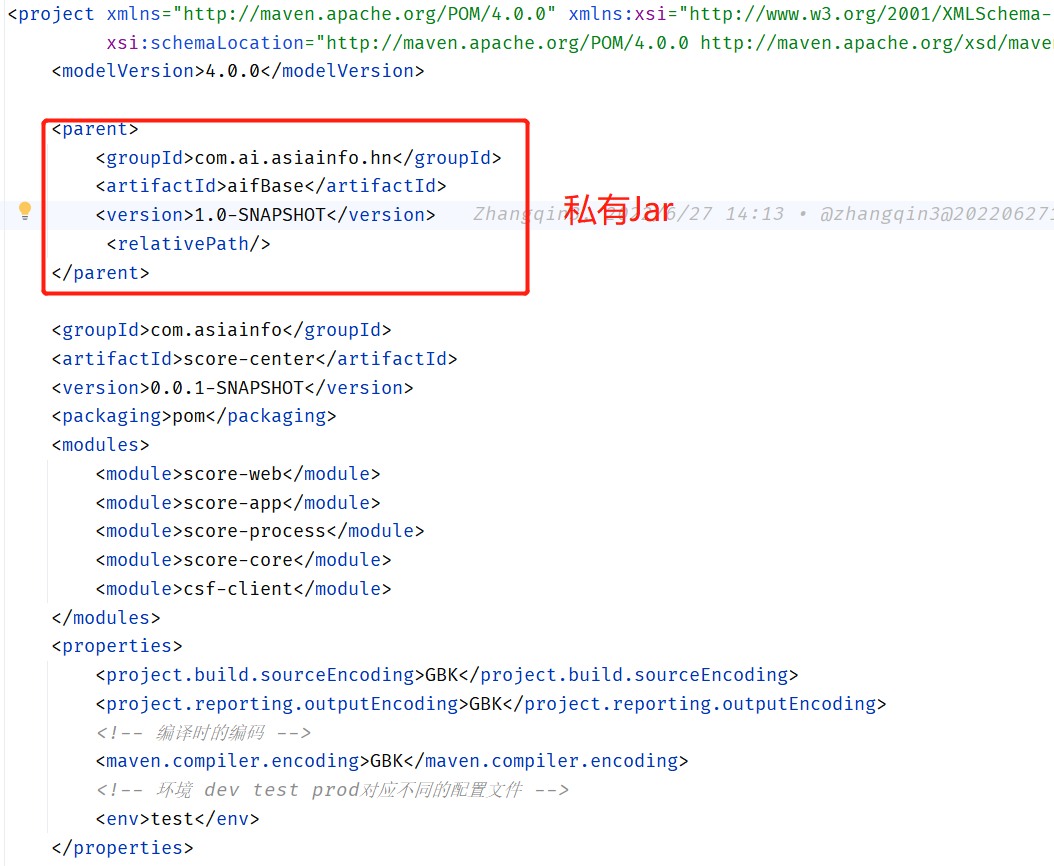 <project xmlns="http://maven.apache.org/POM/4.0.0" xmlns:xsi="http://www.w3.org/2001/XMLSchema-
xsi:schemaLocation="http://maven.apache.org/POM/4.0.0 http://maven.apache.org/xsd/maven
<modelVersion>4.0.0</modelVersion>
<parent>
<groupId>com.ai.asiainfo.hn</groupId>
<artifactId>aifBase</artifactId>
<version>1.0-SNAPSHOT</version> 2022/6/27 14:13 • @zhangqin3@2022062713
私有Jar
<relativePath/>
</parent>
<groupId>com.asiainfo</groupId>
<artifactId>score-center</artifactId>
<version>0.0.1-SNAPSHOT</version>
<packaging>pom</packaging>
<modules>
<module>score-web</module>
<module>score-app</module>
<module>score-process</module>
<module>score-core</module>
<module>csf-client</module>
</modules>
<properties>
<project.build.sourceEncoding>GBK</project.build.sourceEncoding>
<project.reporting.outputEncoding>GBK</project.reporting.outputEncoding>
<!-- 编译时的编码 -->
<maven.compiler.encoding>GBK</maven.compiler.encoding>
<!-- 环境 dev test prod对应不同的配置文件 -->
<env>test</env>
</properties>